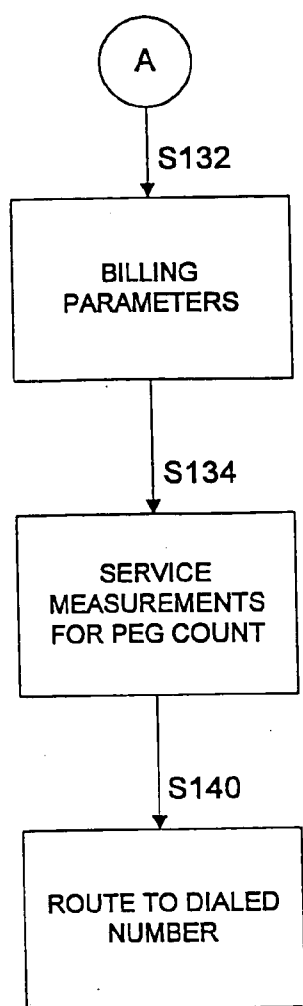 A
S132
BILLING
PARAMETERS
S134
SERVICE
MEASUREMENTS
FOR PEG COUNT
S140
ROUTE TO DIALED
NUMBER